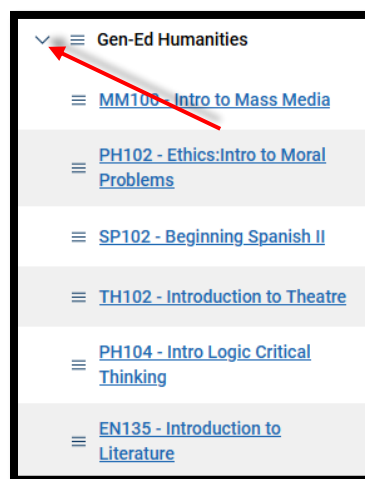 Gen-Ed Humanities
MM100 - Intro to Mass Media
PH102 - Ethics:Intro to Moral
Problems
SP102 - Beginning Spanish II
TH102 - Introduction to Theatre
PH104 - Intro Logic Critical
Thinking
EN135 - Introduction to
Literature